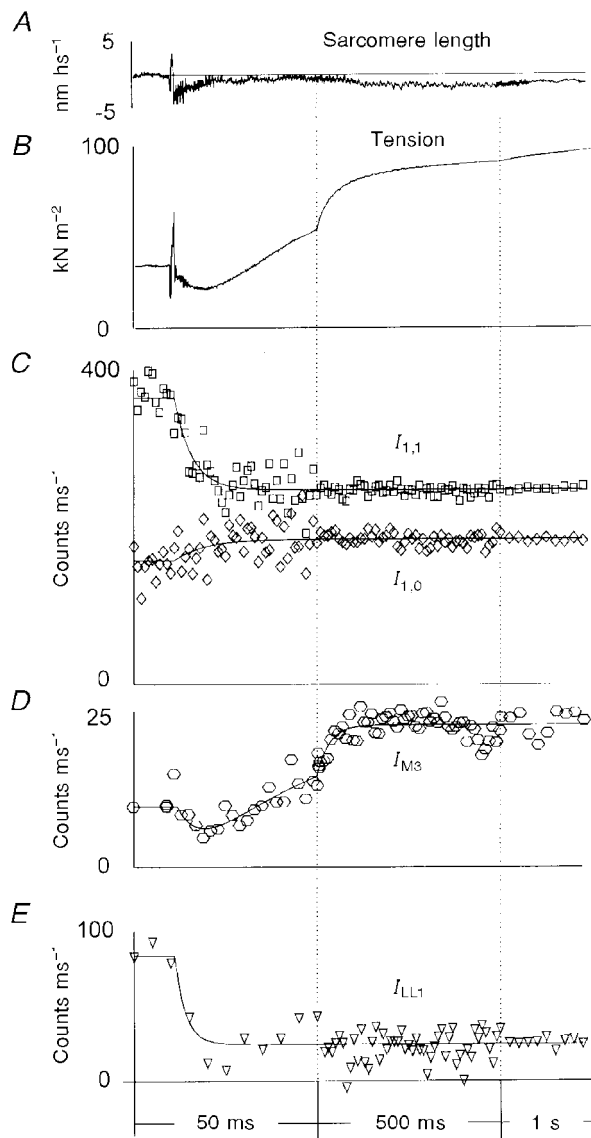 A
5
nm hs⁻¹
-5
Sarcomere length
B
100
kN m⁻²
0
Tension
C
400
Counts ms⁻¹
0
I1,1
I1,0
D
25
Counts ms⁻¹
0
IM3
E
100
Counts ms⁻¹
0
ILL1
50 ms
500 ms
1 s